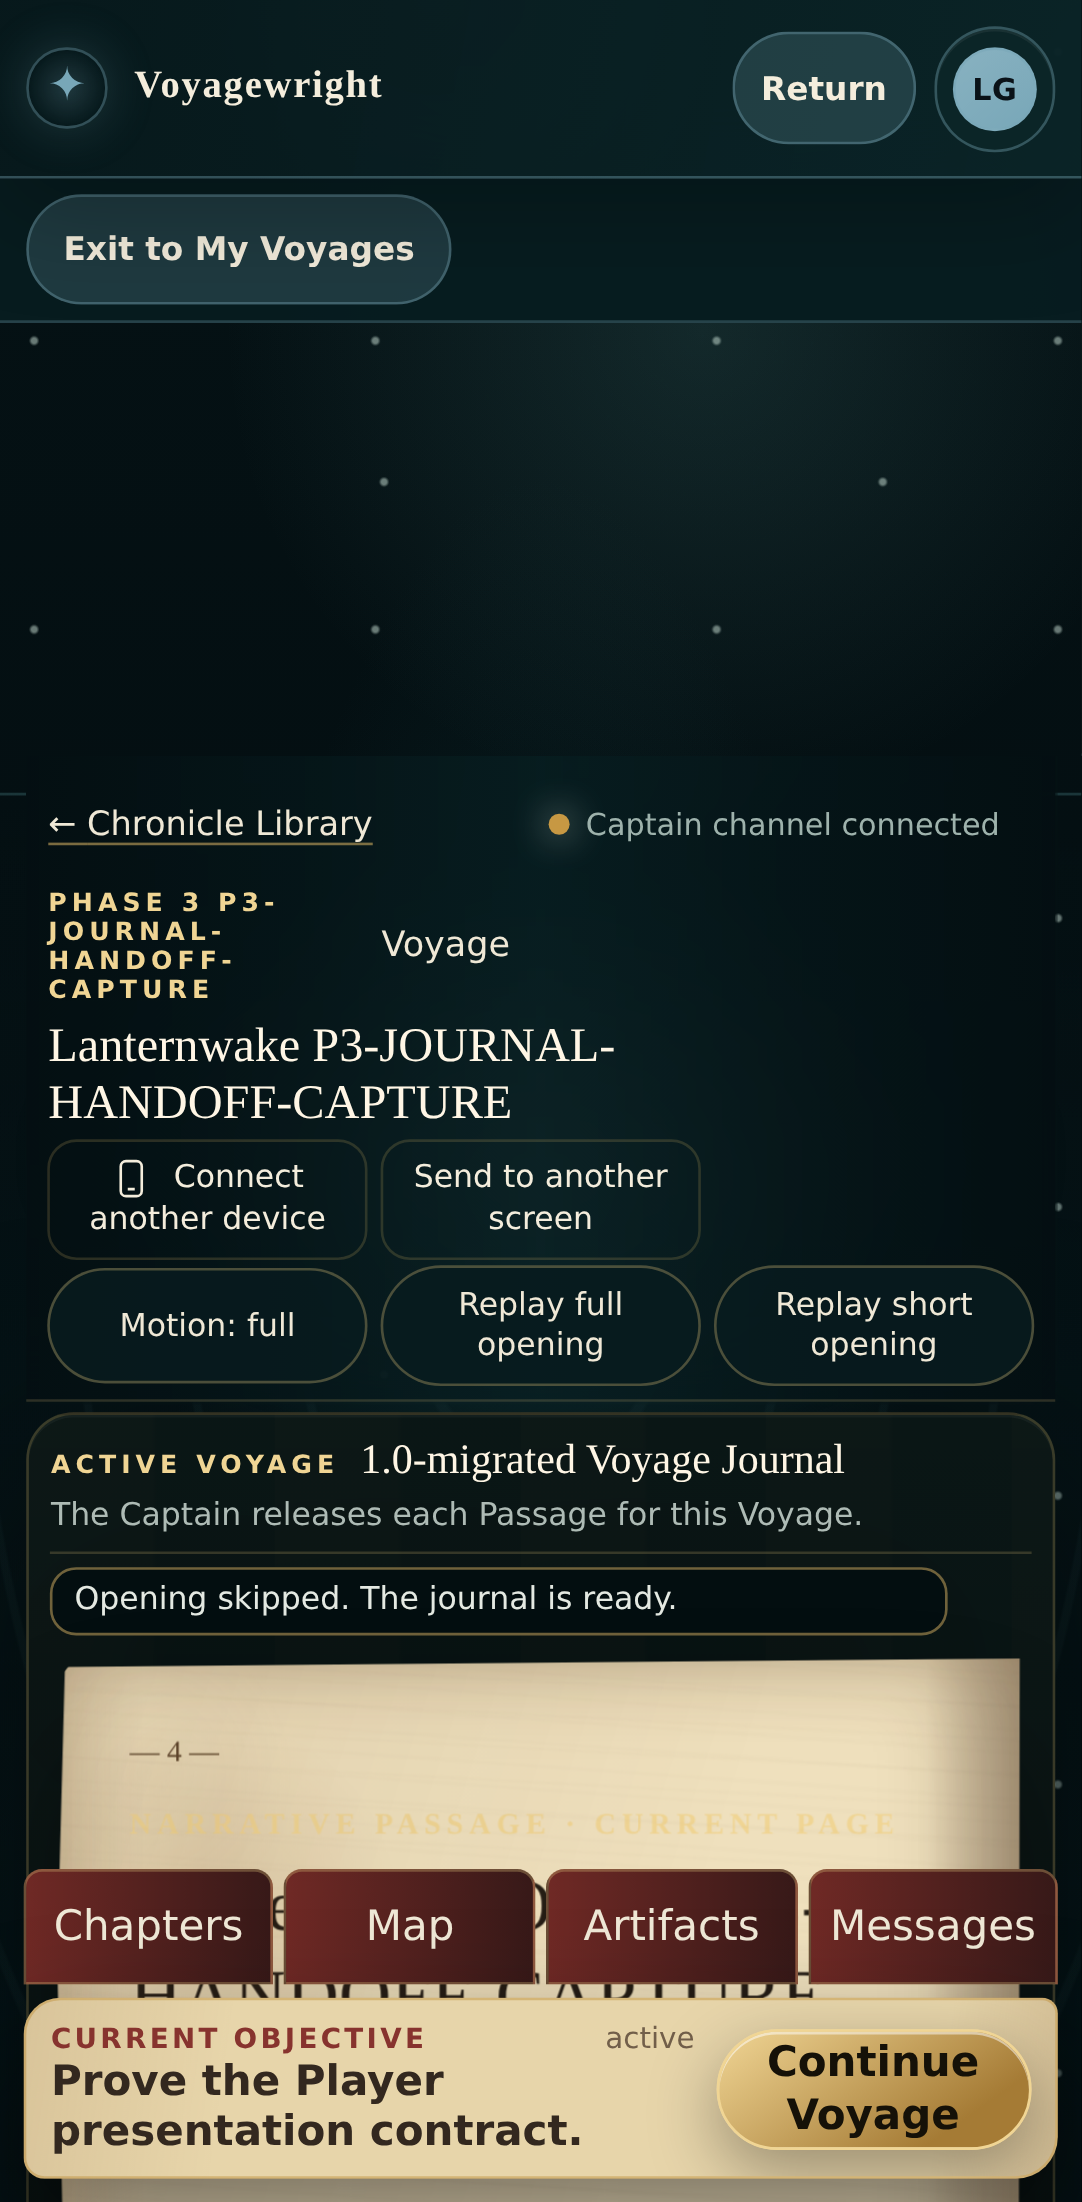 ✦ Voyagewright
Return
LG
Exit to My Voyages
← Chronicle Library
Captain channel connected
PHASE 3 P3-
JOURNAL-
HANDOFF-
CAPTURE
Voyage
Lanternwake P3-JOURNAL-
HANDOFF-CAPTURE
Connect
another device
Send to another
screen
Motion: full
Replay full
opening
Replay short
opening
ACTIVE VOYAGE 1.0-migrated Voyage Journal
The Captain releases each Passage for this Voyage.
Opening skipped. The journal is ready.
— 4 —
NARRATIVE PASSAGE · CURRENT PAGE
Chapters
Map
Artifacts
Messages
HANDOFF-CAPTURE
CURRENT OBJECTIVE
active
Prove the Player
presentation contract.
Continue
Voyage